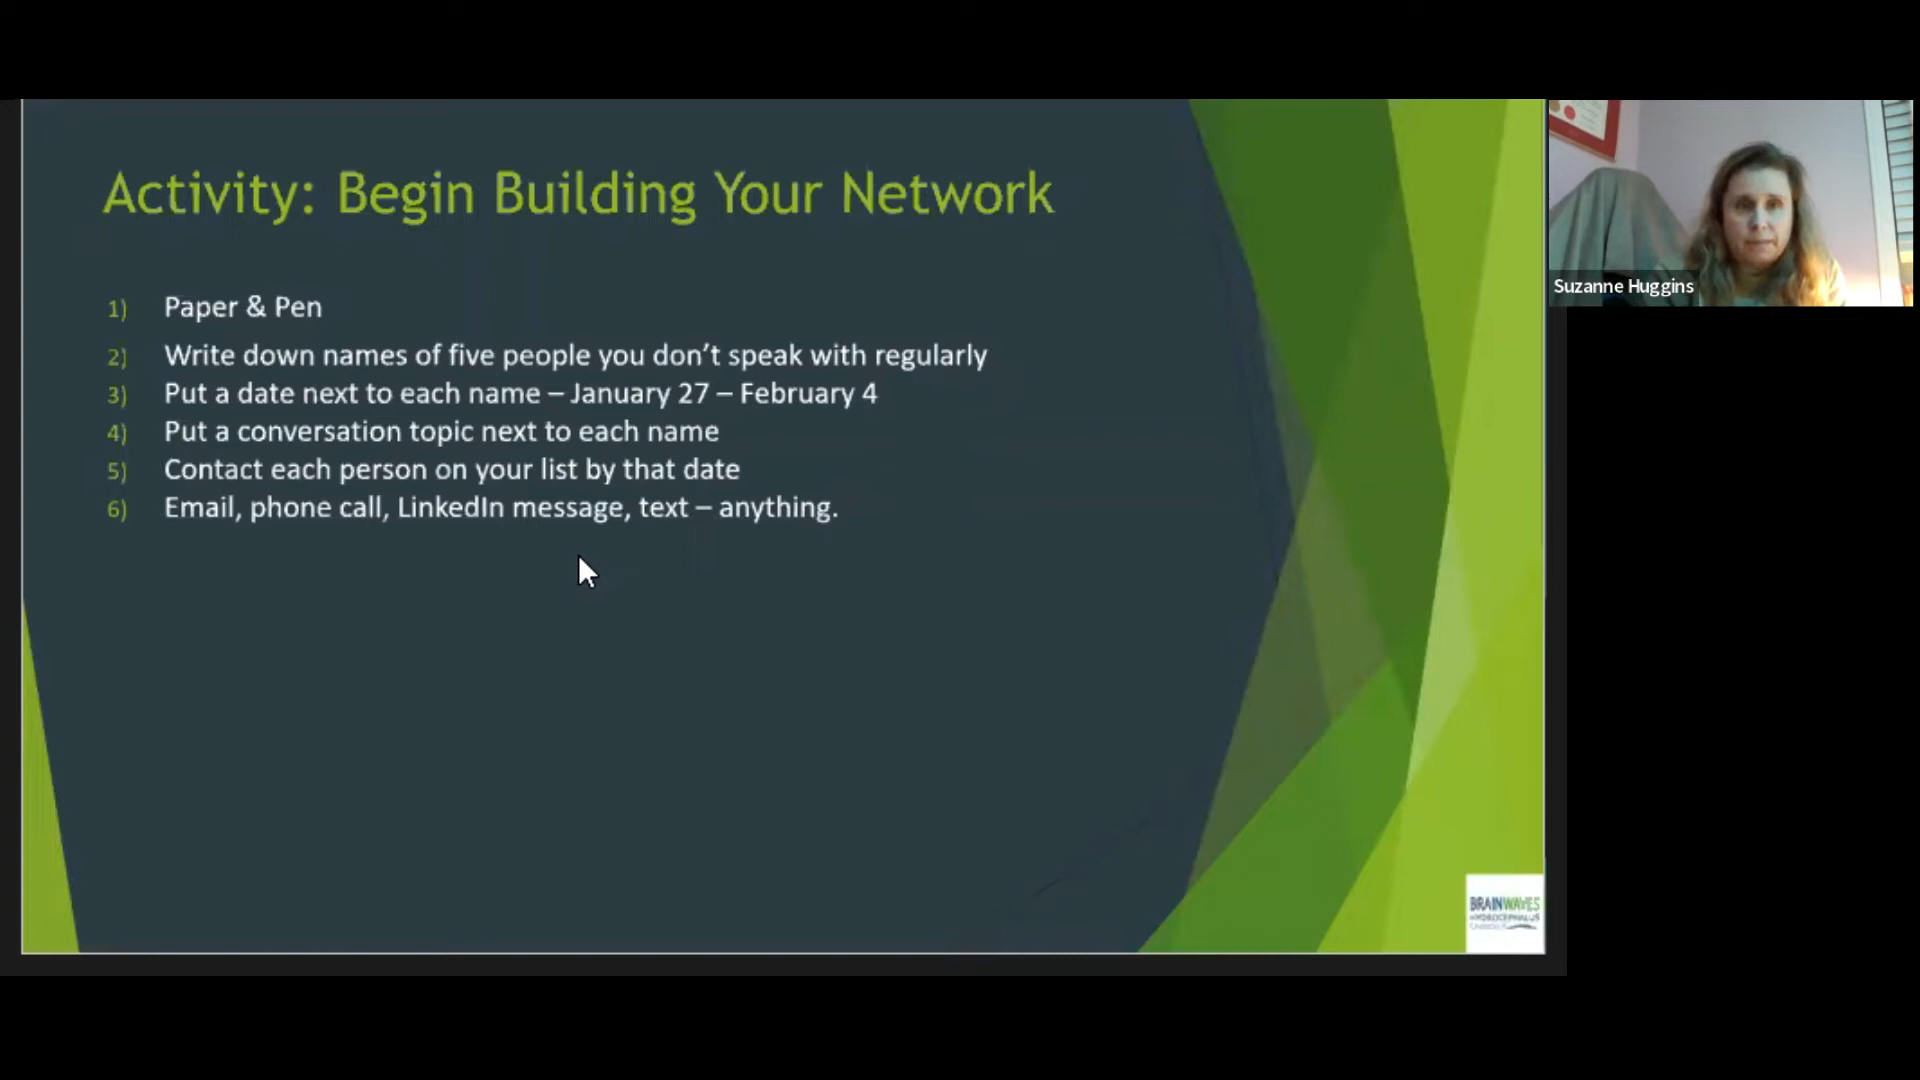 Activity: Begin Building Your Network
1) Paper & Pen
2) Write down names of five people you don’t speak with regularly
3) Put a date next to each name – January 27 – February 4
4) Put a conversation topic next to each name
5) Contact each person on your list by that date
6) Email, phone call, LinkedIn message, text – anything.
Suzanne Huggins
BRAINWAVES
HYDROCEPHALUS